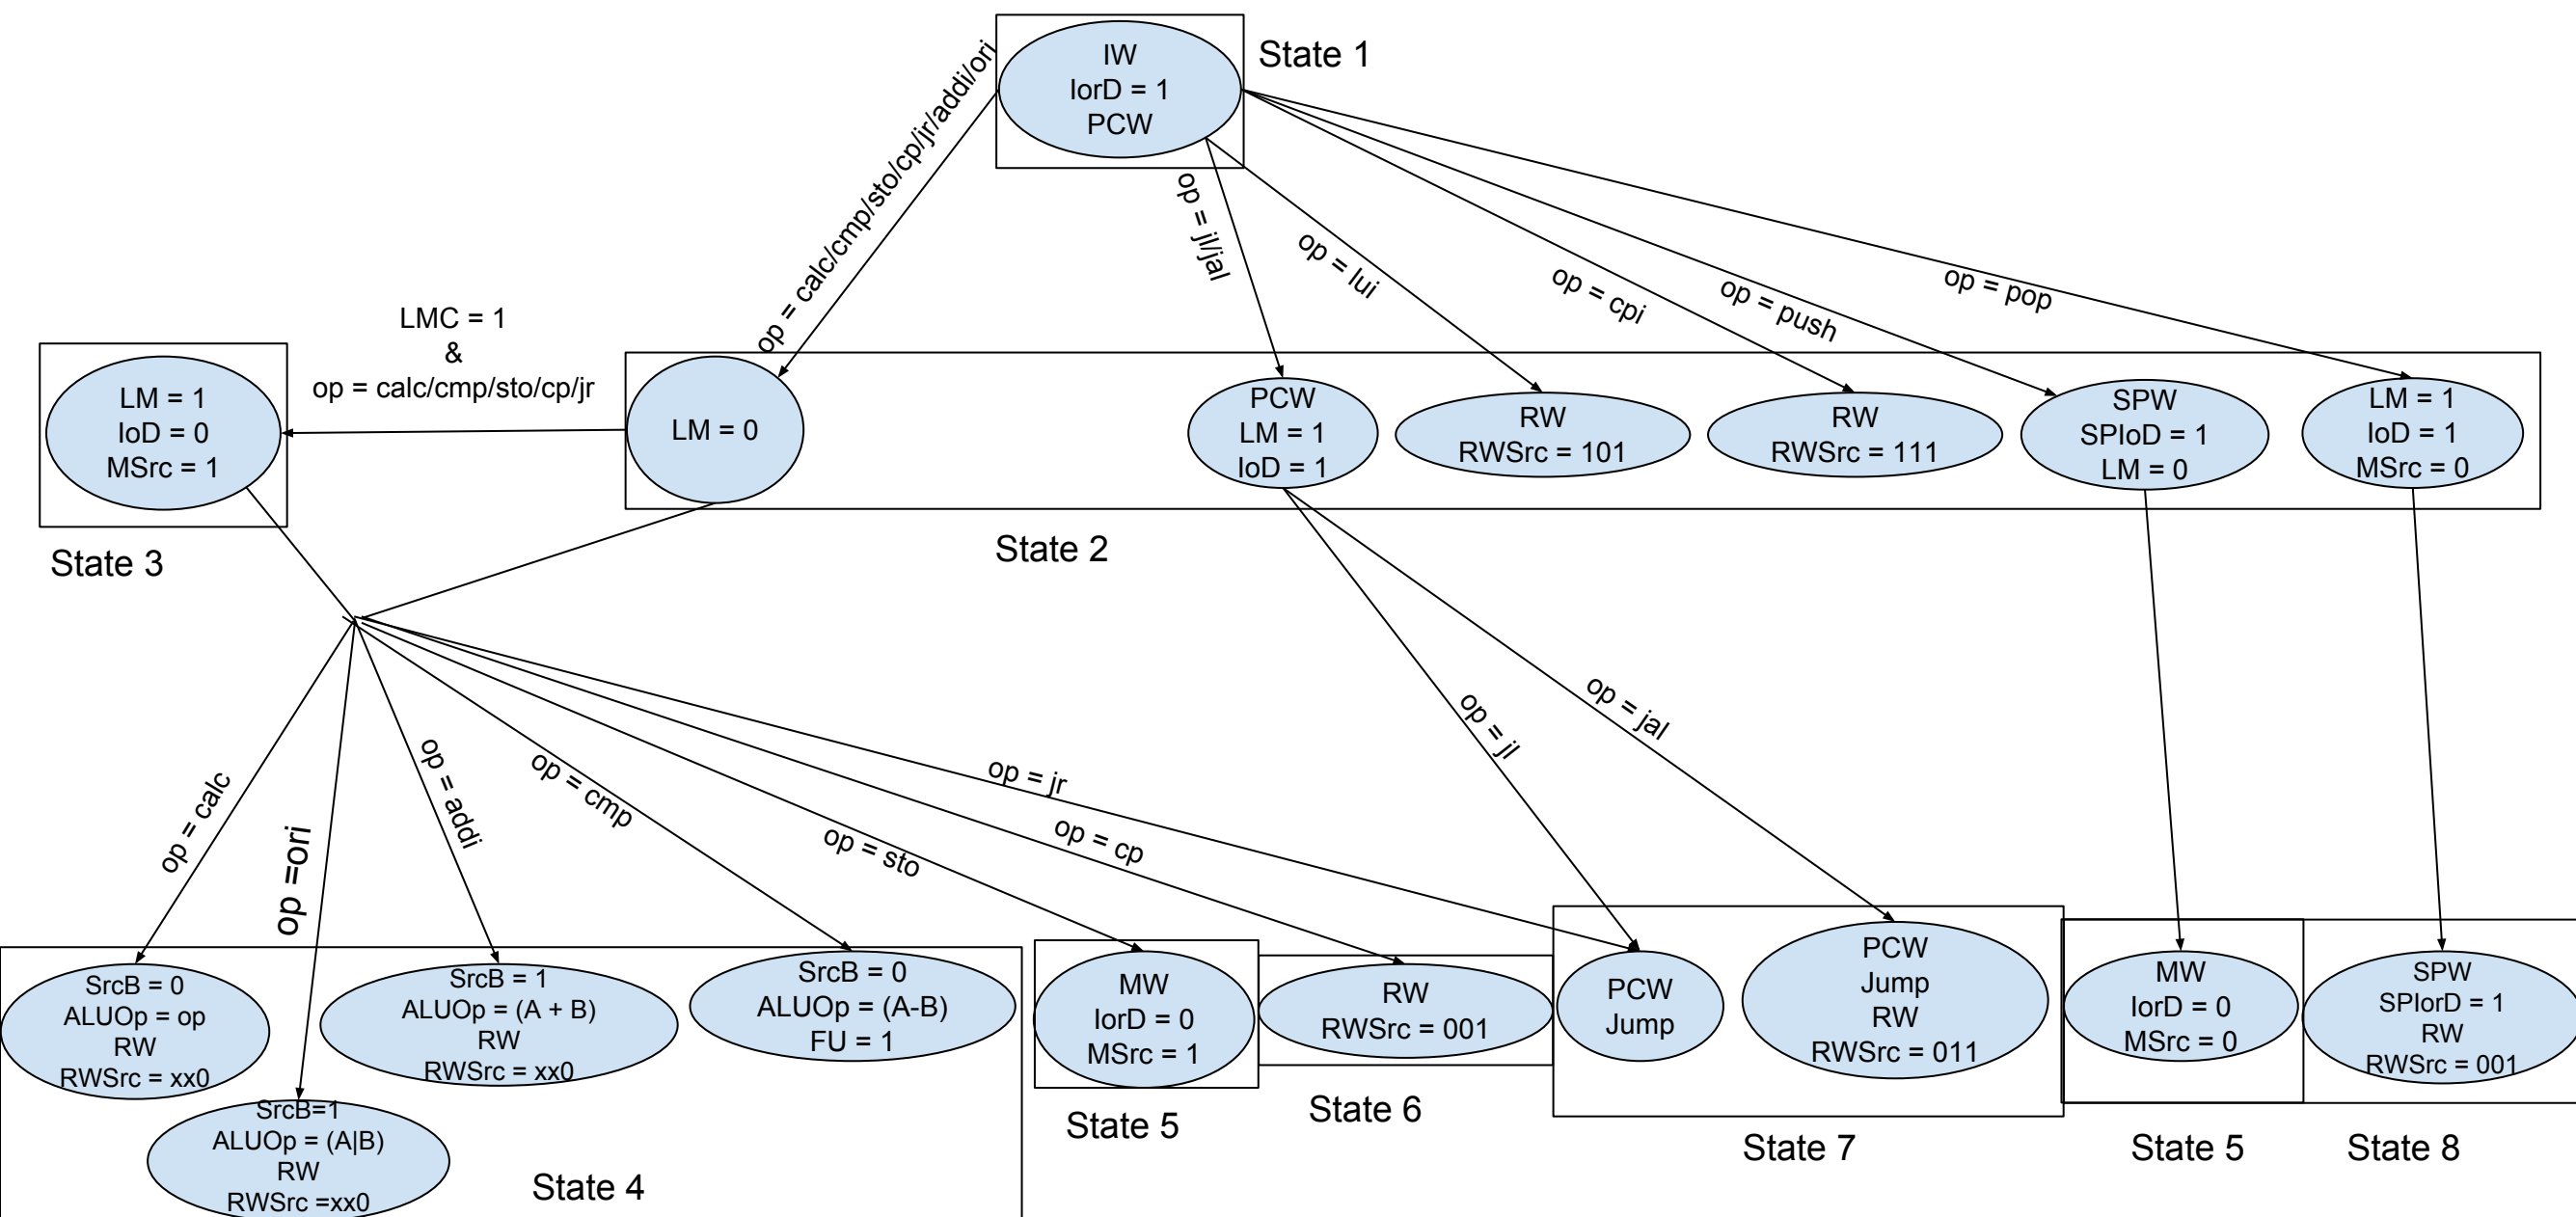 IW
IorD = 1
PCW
State 1
op = calc/cmp/sto/cp/jr/addi/ori
op = jl/jal
op = lui
op = cpi
op = push
op = pop
LMC = 1
&
op = calc/cmp/sto/cp/jr
LM = 1
IoD = 0
MSrc = 1
State 3
LM = 0
PCW
LM = 1
IoD = 1
RW
RWSrc = 101
RW
RWSrc = 111
SPW
SPIoD = 1
LM = 0
LM = 1
IoD = 1
MSrc = 0
State 2
op = calc
op =ori
op = addi
op = cmp
op = sto
op = cp
op = jr
op = jl
op = jal
SrcB = 0
ALUOp = op
RW
RWSrc = xx0
SrcB=1
ALUOp = (A|B)
RW
RWSrc =xx0
SrcB = 1
ALUOp = (A + B)
RW
RWSrc = xx0
SrcB = 0
ALUOp = (A-B)
FU = 1
State 4
MW
IorD = 0
MSrc = 1
State 5
RW
RWSrc = 001
State 6
PCW
Jump
PCW
Jump
RW
RWSrc = 011
State 7
MW
IorD = 0
MSrc = 0
State 5
SPW
SPIorD = 1
RW
RWSrc = 001
State 8